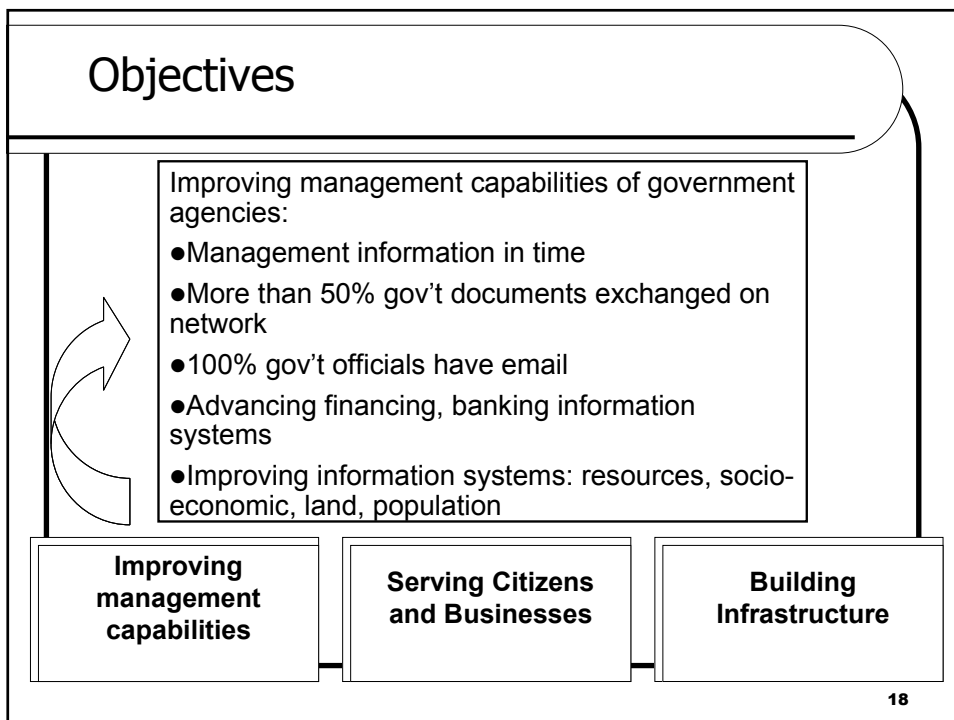 Objectives
Improving management capabilities of government
agencies:
●Management information in time
●More than 50% gov’t documents exchanged on
network
●100% gov’t officials have email
●Advancing financing, banking information
systems
●Improving information systems: resources, socio-
economic, land, population
Improving
management
capabilities
Serving Citizens
and Businesses
Building
Infrastructure
18